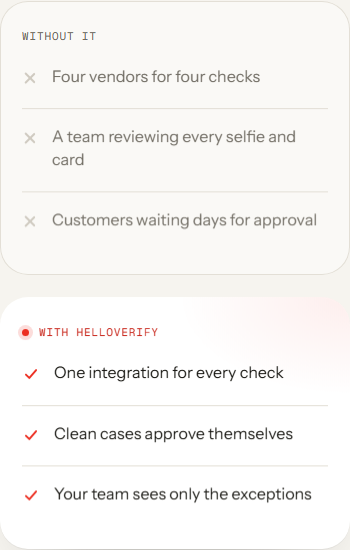 WITHOUT IT
Four vendors for four checks
A team reviewing every selfie and
card
Customers waiting days for approval
WITH HELLOVERIFY
One integration for every check
Clean cases approve themselves
Your team sees only the exceptions